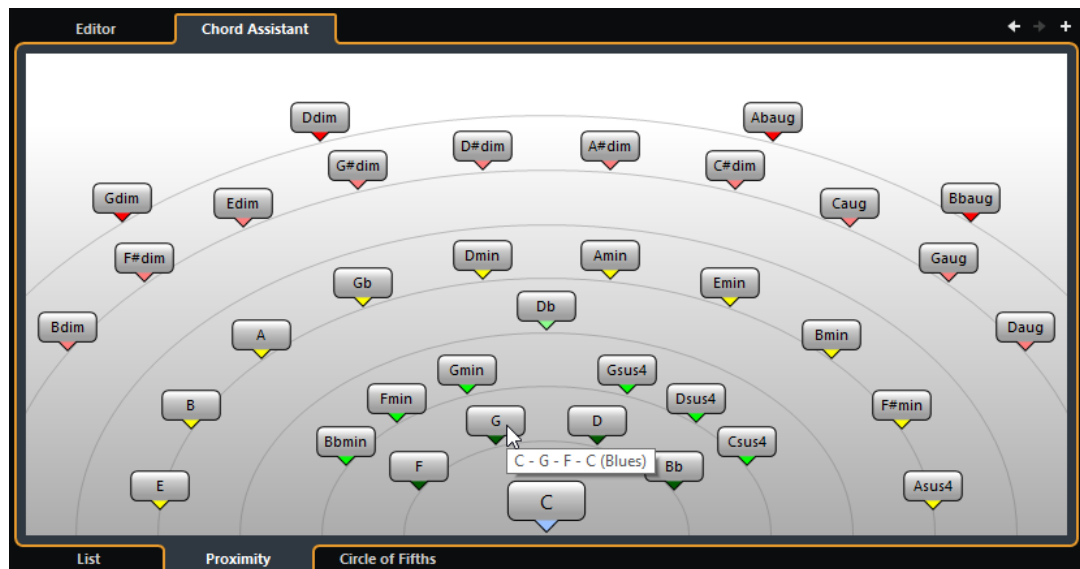 Editor Chord Assistant
Ddim Abaug
D#dim A#dim
G#dim C#dim
Gdim Edim Caug Bbaug
F#dim Dmin Amin Gaug
Gb Emin
Db
Bdim A Bmin Daug
Gmin Gsus4
Fmin Dsus4
B F#min
G D
Bbmin Csus4
C - G - F - C (Blues)
F Bb
E Asus4
C
List Proximity Circle of Fifths